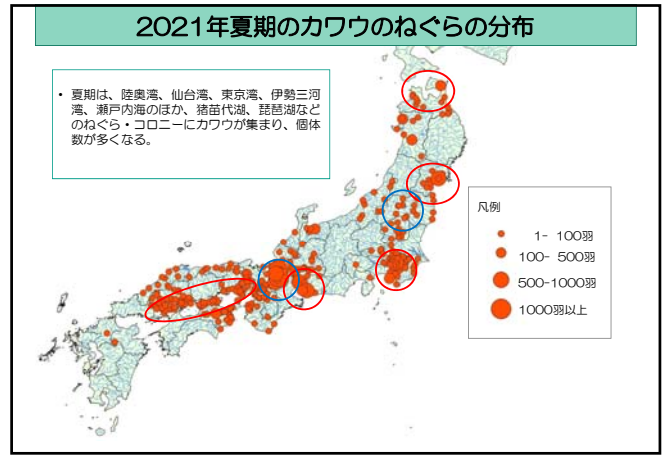 2021年夏期のカワウのねぐらの分布
• 夏期は、陸奥湾、仙台湾、東京湾、伊勢三河
湾、瀬戸内海のほか、猪苗代湖、琵琶湖など
のねぐら・コロニーにカワウが集まり、個体
数が多くなる。
凡例
1- 100羽
100- 500羽
500-1000羽
1000羽以上